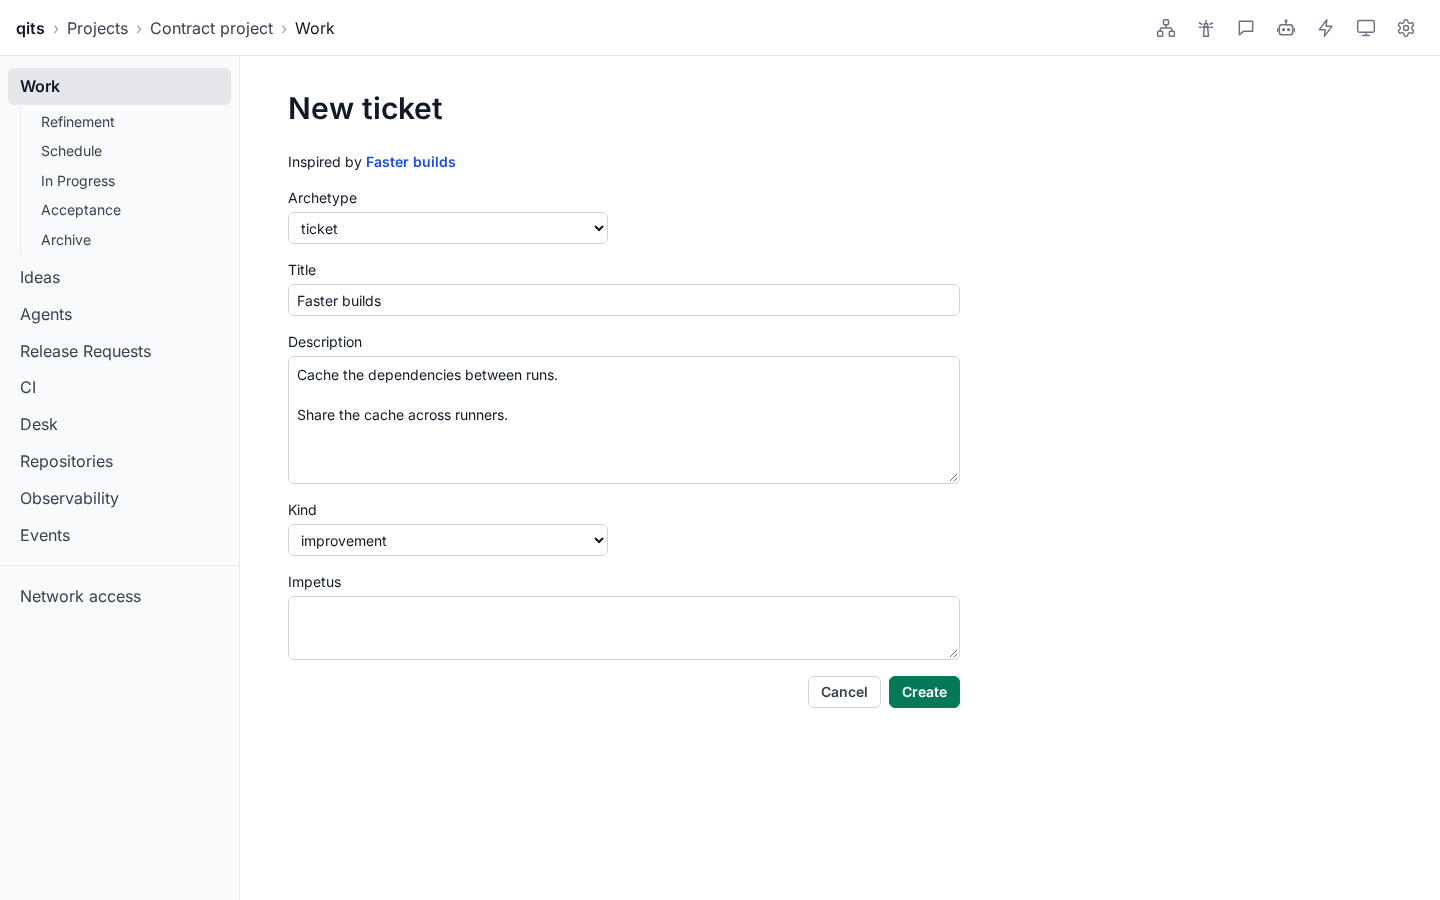 qits › Projects › Contract project › Work
Work
Refinement
Schedule
In Progress
Acceptance
Archive
Ideas
Agents
Release Requests
CI
Desk
Repositories
Observability
Events
Network access
New ticket
Inspired by Faster builds
Archetype
ticket
Title
Faster builds
Description
Cache the dependencies between runs.
Share the cache across runners.
Kind
improvement
Impetus
Cancel Create